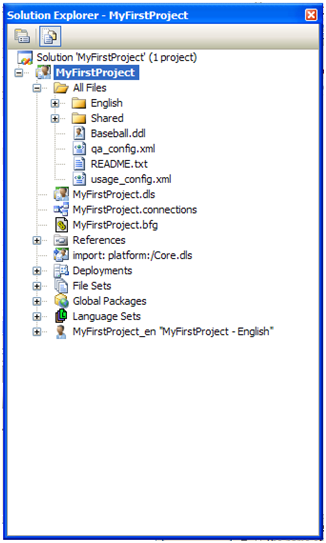 Solution Explorer - MyFirstProject
Solution 'MyFirstProject' (1 project)
MyFirstProject
All Files
English
Shared
Baseball.ddl
qa_config.xml
README.txt
usage_config.xml
MyFirstProject.dls
MyFirstProject.connections
MyFirstProject.bfg
References
import: platform:/Core.dls
Deployments
File Sets
Global Packages
Language Sets
MyFirstProject_en "MyFirstProject - English"